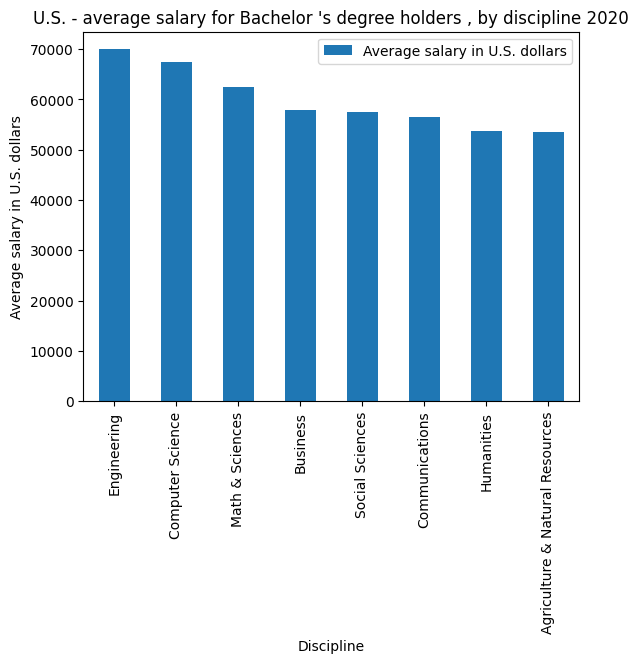 U.S. - average salary for Bachelor 's degree holders , by discipline 2020
Average salary in U.S. dollars
Average salary in U.S. dollars
70000
60000
50000
40000
30000
20000
10000
0
Engineering
Computer Science
Math & Sciences
Business
Social Sciences
Communications
Humanities
Agriculture & Natural Resources
Discipline